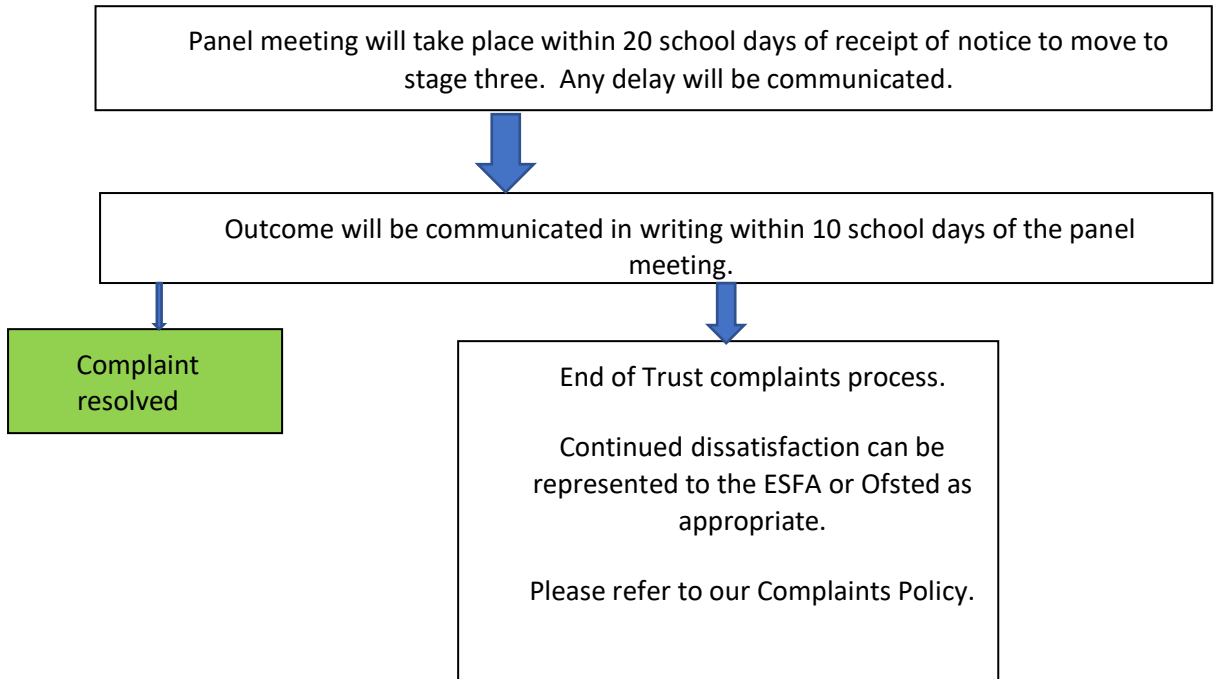 Panel meeting will take place within 20 school days of receipt of notice to move to
stage three.  Any delay will be communicated.
Outcome will be communicated in writing within 10 school days of the panel
meeting.
Complaint
resolved
End of Trust complaints process.
Continued dissatisfaction can be
represented to the ESFA or Ofsted as
appropriate.
Please refer to our Complaints Policy.